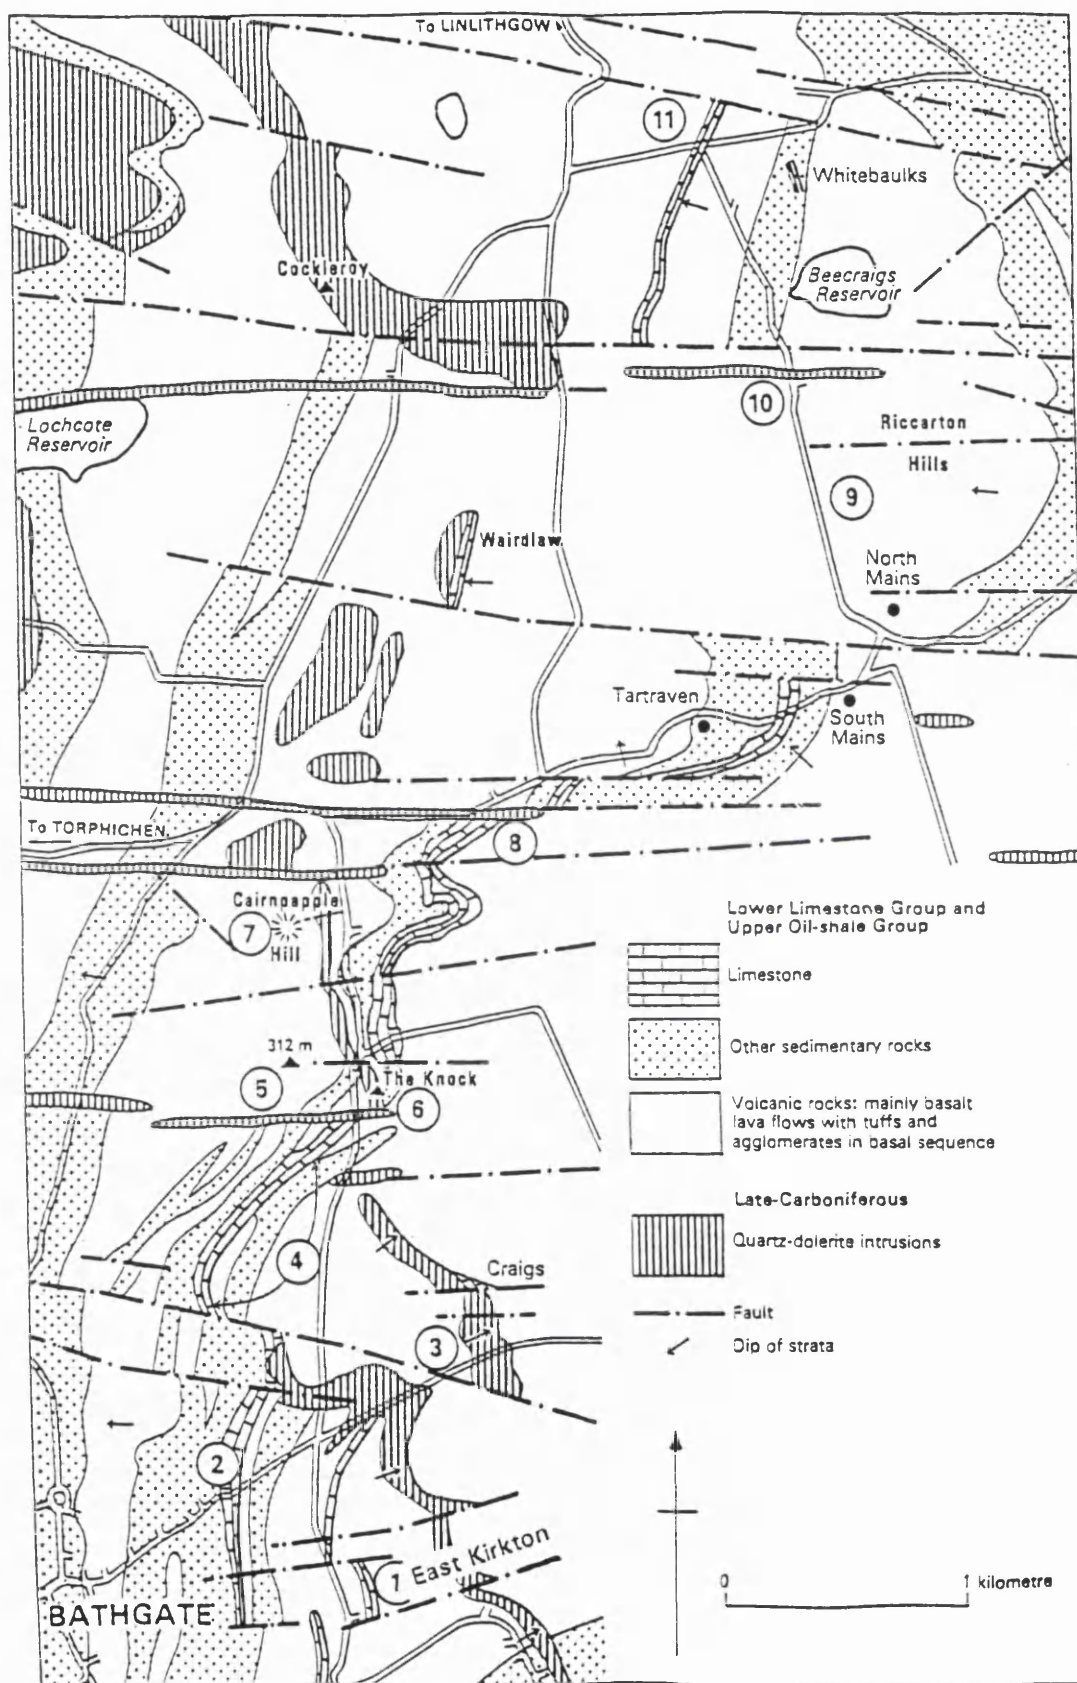 To LINLITHGOW
11
Whitebaulks
Cockleroy
Beecraigs
Reservoir
10
Lochcote
Reservoir
Riccarton
Hills
9
Wairdlaw
North
Mains
Tartraven
South
Mains
To TORPHICHEN
8
Cairnpapple
7
Hill
312 m
The Knock
5
6
4
Craigs
3
2
1
East Kirkton
BATHGATE
Lower Limestone Group and
Upper Oil-shale Group
Limestone
Other sedimentary rocks
Volcanic rocks: mainly basalt
lava flows with tuffs and
agglomerates in basal sequence
Late-Carboniferous
Quartz-dolerite intrusions
Fault
Dip of strata
0
1 kilometre